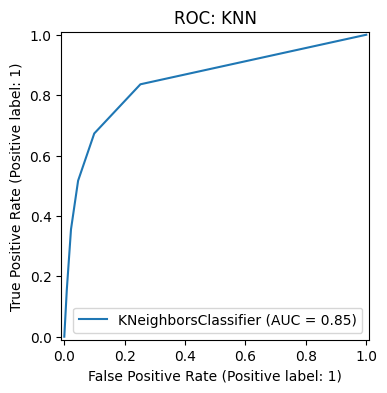 ROC: KNN
True Positive Rate (Positive label: 1)
1.0
0.8
0.6
0.4
0.2
0.0
KNeighborsClassifier (AUC = 0.85)
0.0 0.2 0.4 0.6 0.8 1.0
False Positive Rate (Positive label: 1)